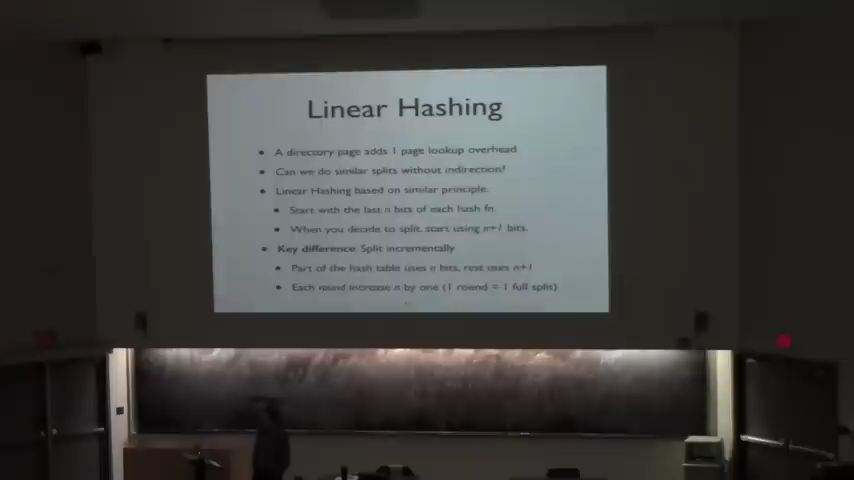 Linear Hashing
• A directory page adds 1 page lookup overhead.
• Can we do similar splits without indirection?
• Linear Hashing based on similar principle.
• Start with the last n bits of each hash fn.
• When you decide to split, start using n+1 bits.
• Key difference: Split incrementally
• Part of the hash table uses n bits, rest uses n+1
• Each round increase n by one (1 round = 1 full split)